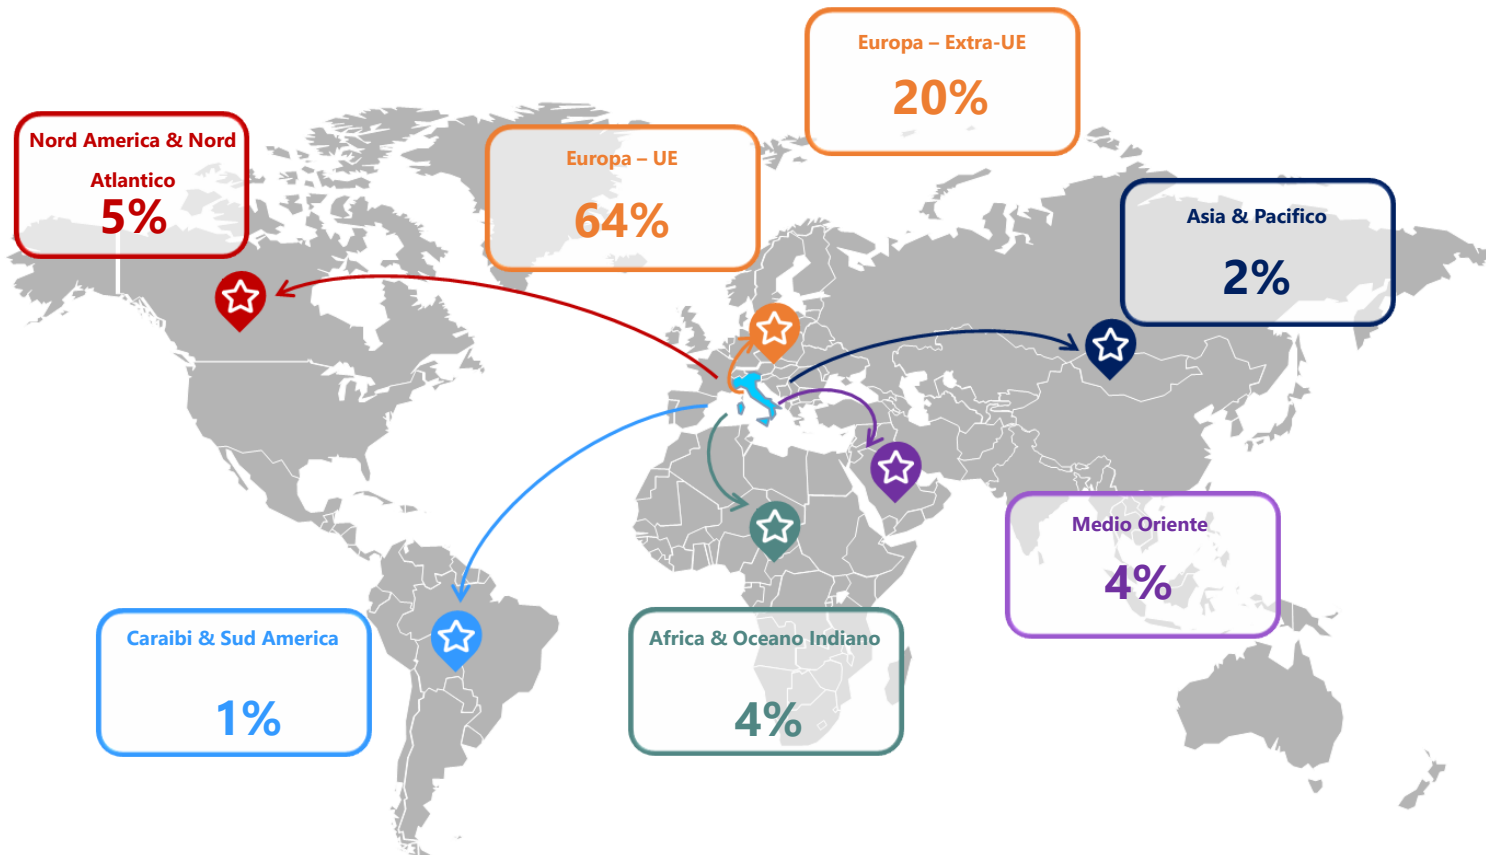 Europa – Extra-UE
20%
Nord America & Nord
Atlantico
5%
Europa – UE
64%
Asia & Pacifico
2%
Medio Oriente
4%
Caraibi & Sud America
1%
Africa & Oceano Indiano
4%